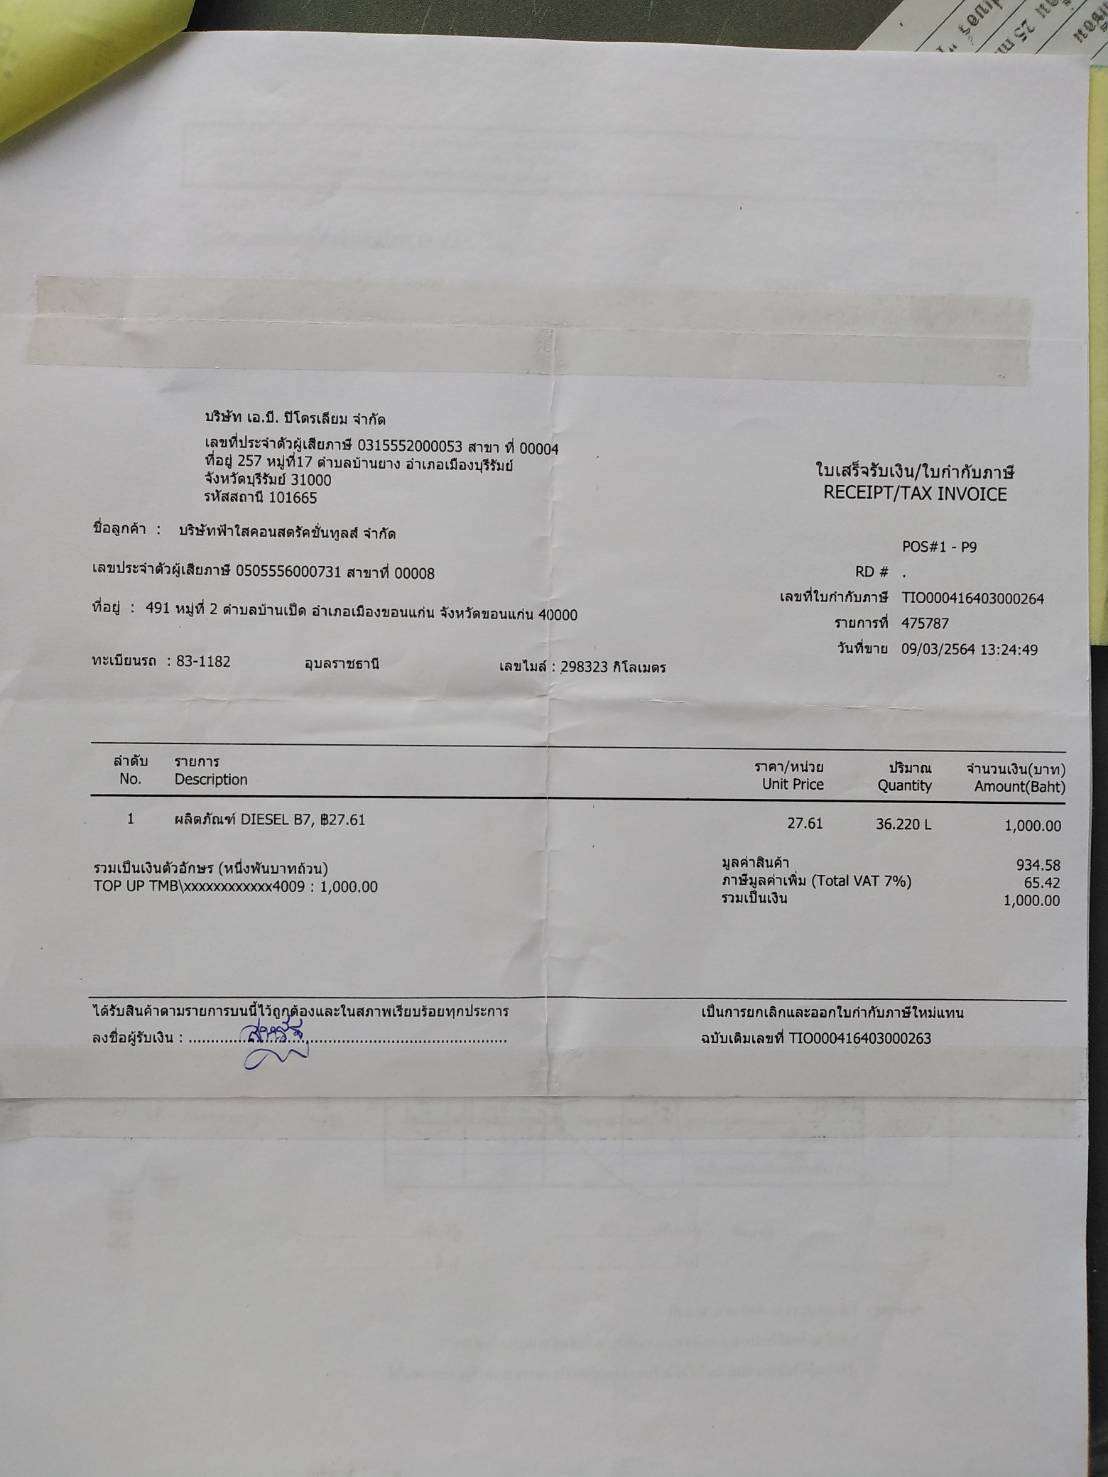 บริษัท เอ.บี. ปิโตรเลียม จำกัด
เลขที่ประจำตัวผู้เสียภาษี 0315552000053 สาขา ที่ 00004
ที่อยู่ 257 หมู่ที่17 ตำบลบ้านยาง อำเภอเมืองบุรีรัมย์
จังหวัดบุรีรัมย์ 31000
รหัสสถานี 101665
ใบเสร็จรับเงิน/ใบกำกับภาษี
RECEIPT/TAX INVOICE
ชื่อลูกค้า : บริษัทฟ้าใสคอนสตรัคชั่นทูลส์ จำกัด
POS#1 - P9
เลขประจำตัวผู้เสียภาษี 0505556000731 สาขาที่ 00008
RD # .
ที่อยู่ : 491 หมู่ที่ 2 ตำบลบ้านเป็ด อำเภอเมืองขอนแก่น จังหวัดขอนแก่น 40000
เลขที่ใบกำกับภาษี TIO000416403000264
รายการที่ 475787
วันที่ขาย 09/03/2564 13:24:49
ทะเบียนรถ : 83-1182 อุบลราชธานี เลขไมล์ : 298323 กิโลเมตร
ลำดับ รายการ ราคา/หน่วย ปริมาณ จำนวนเงิน(บาท)
No. Description Unit Price Quantity Amount(Baht)
1 ผลิตภัณฑ์ DIESEL B7, ฿27.61 27.61 36.220 L 1,000.00
รวมเป็นเงินตัวอักษร (หนึ่งพันบาทถ้วน) มูลค่าสินค้า 934.58
TOP UP TMB\xxxxxxxxxxxx4009 : 1,000.00 ภาษีมูลค่าเพิ่ม (Total VAT 7%) 65.42
รวมเป็นเงิน 1,000.00
ได้รับสินค้าตามรายการบนนี้ไว้ถูกต้องและในสภาพเรียบร้อยทุกประการ เป็นการยกเลิกและออกใบกำกับภาษีใหม่แทน
ลงชื่อผู้รับเงิน : ฉบับเดิมเลขที่ TIO000416403000263